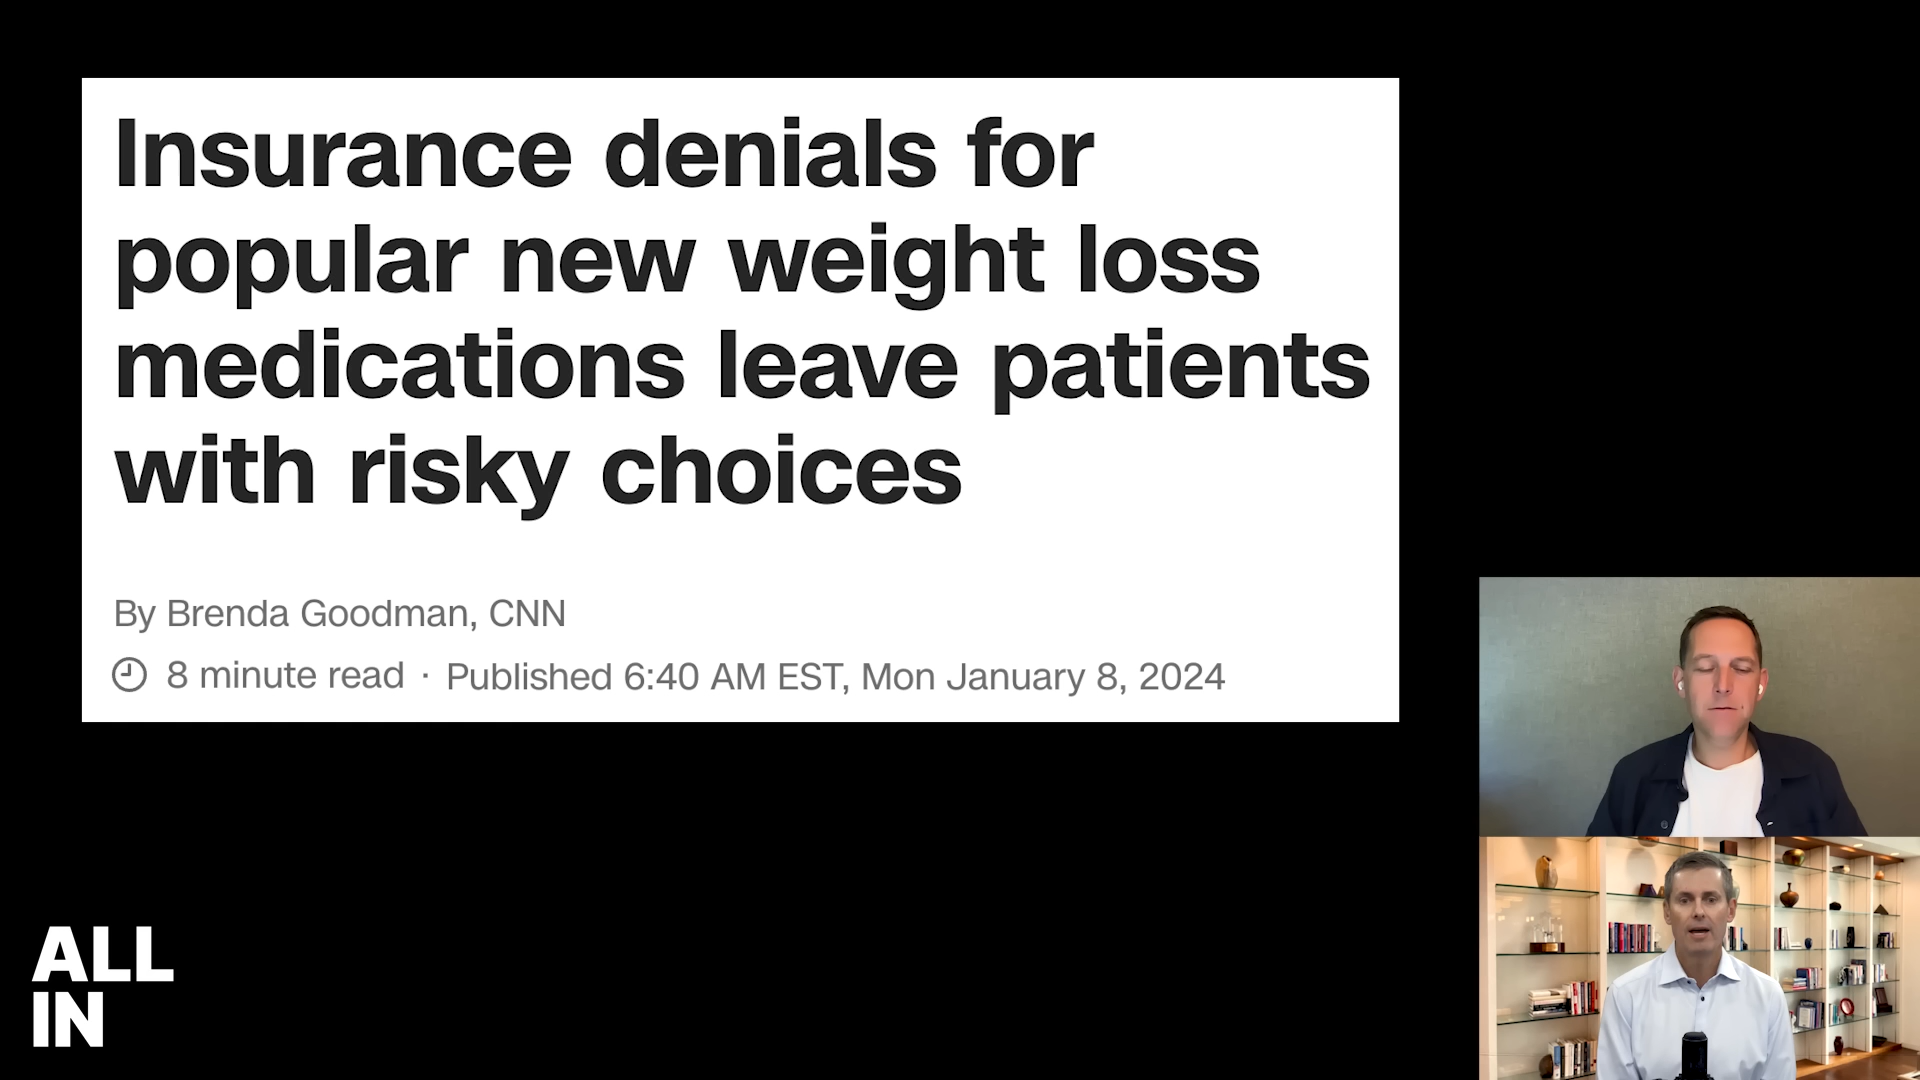 Insurance denials for
popular new weight loss
medications leave patients
with risky choices
By Brenda Goodman, CNN
8 minute read · Published 6:40 AM EST, Mon January 8, 2024
ALL
IN